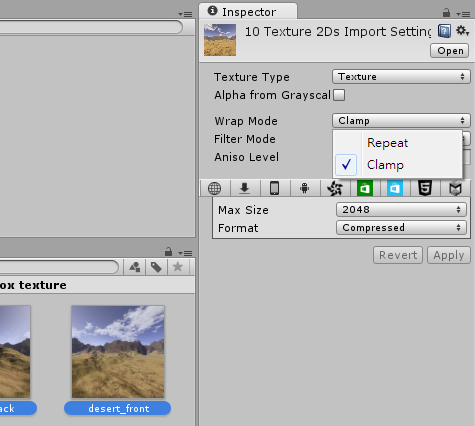 Inspector
10 Texture 2Ds Import Setting
Open
Texture Type Texture
Alpha from Grayscal
Wrap Mode Clamp
Filter Mode Repeat
Aniso Level Clamp
Max Size 2048
Format Compressed
Revert Apply
ox texture
ack desert_front